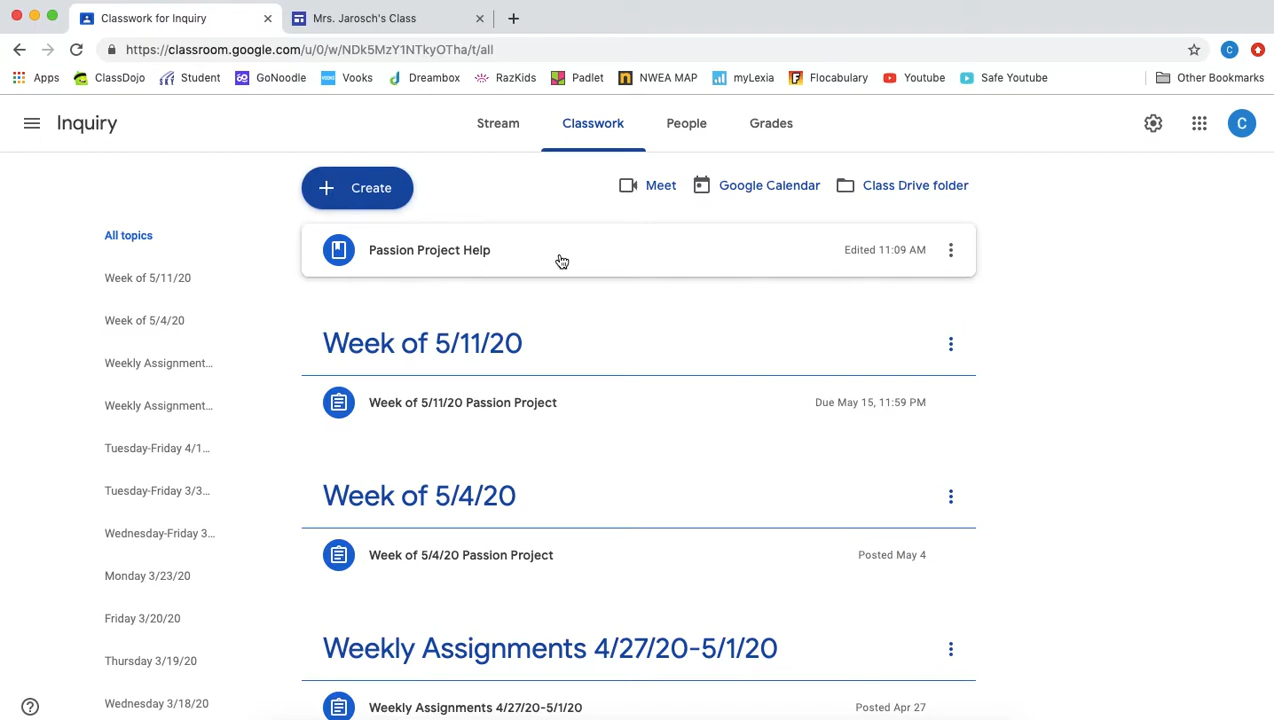 Classwork for Inquiry
Mrs. Jarosch's Class
https://classroom.google.com/u/0/w/NDk5MzY1NTkyOTha/t/all
C
Apps ClassDojo Student GoNoodle Vooks Dreambox RazKids Padlet NWEA MAP myLexia Flocabulary Youtube Safe Youtube Other Bookmarks
Inquiry
Stream Classwork People Grades
C
Create
Meet Google Calendar Class Drive folder
All topics
Week of 5/11/20
Week of 5/4/20
Weekly Assignment...
Weekly Assignment...
Tuesday-Friday 4/1...
Tuesday-Friday 3/3...
Wednesday-Friday 3...
Monday 3/23/20
Friday 3/20/20
Thursday 3/19/20
Wednesday 3/18/20
Passion Project Help Edited 11:09 AM
Week of 5/11/20
Week of 5/11/20 Passion Project Due May 15, 11:59 PM
Week of 5/4/20
Week of 5/4/20 Passion Project Posted May 4
Weekly Assignments 4/27/20-5/1/20
Weekly Assignments 4/27/20-5/1/20 Posted Apr 27